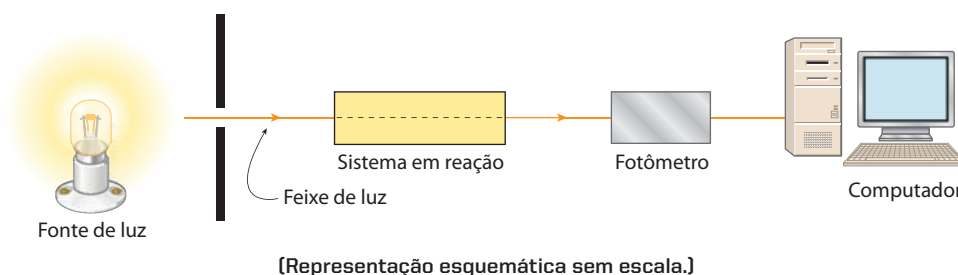 Sistema em reação
Fotômetro
Computador
Feixe de luz
Fonte de luz
(Representação esquemática sem escala.)